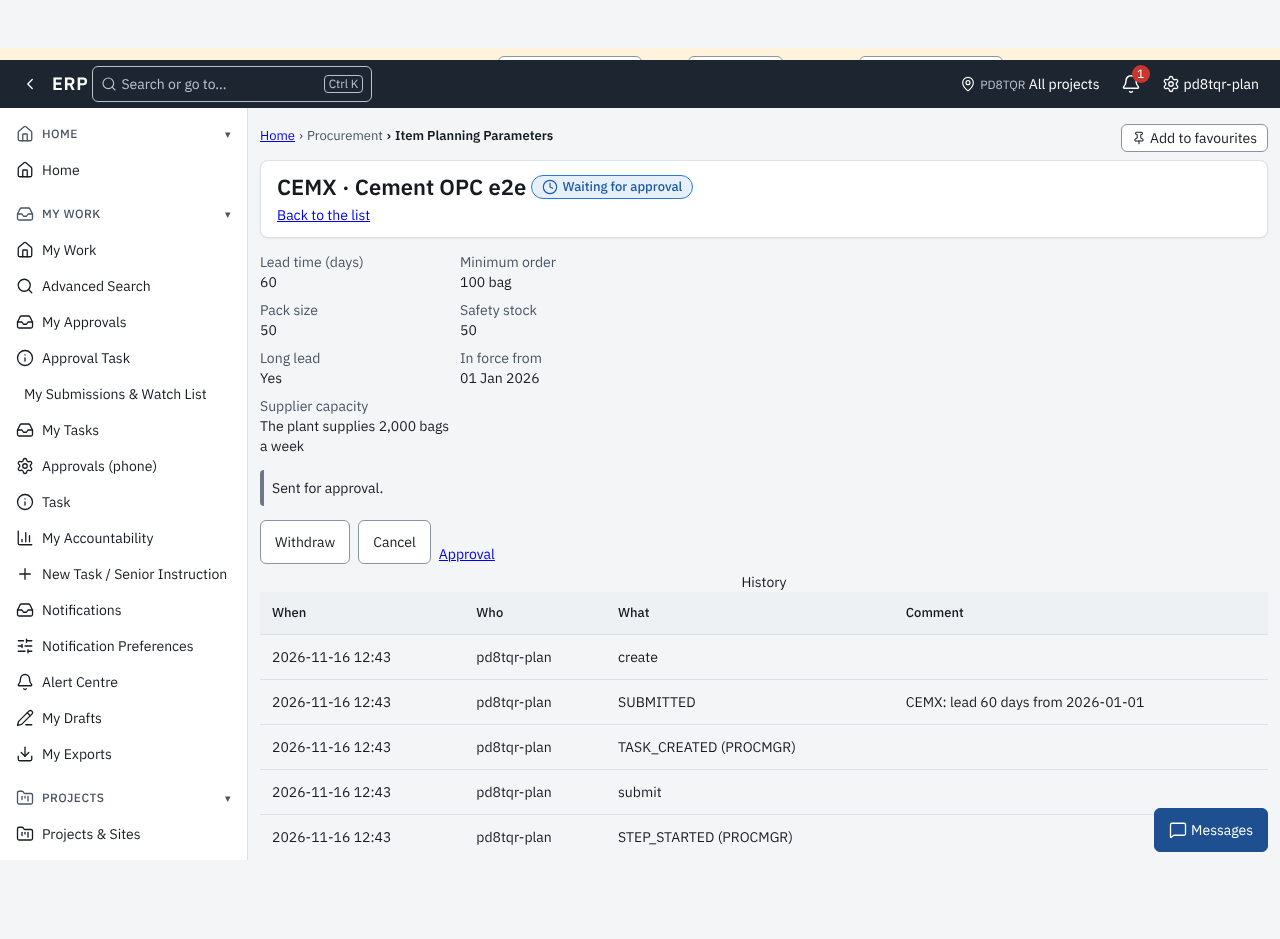 ERP
Search or go to...
Ctrl K
PD8TQR All projects
1
pd8tqr-plan
HOME
Home
MY WORK
My Work
Advanced Search
My Approvals
Approval Task
My Submissions & Watch List
My Tasks
Approvals (phone)
Task
My Accountability
New Task / Senior Instruction
Notifications
Notification Preferences
Alert Centre
My Drafts
My Exports
PROJECTS
Projects & Sites
Home › Procurement › Item Planning Parameters
Add to favourites
CEMX · Cement OPC e2e
Waiting for approval
Back to the list
Lead time (days)
60
Minimum order
100 bag
Pack size
50
Safety stock
50
Long lead
Yes
In force from
01 Jan 2026
Supplier capacity
The plant supplies 2,000 bags
a week
Sent for approval.
Withdraw
Cancel
Approval
History
When Who What Comment
2026-11-16 12:43 pd8tqr-plan create
2026-11-16 12:43 pd8tqr-plan SUBMITTED CEMX: lead 60 days from 2026-01-01
2026-11-16 12:43 pd8tqr-plan TASK_CREATED (PROCMGR)
2026-11-16 12:43 pd8tqr-plan submit
2026-11-16 12:43 pd8tqr-plan STEP_STARTED (PROCMGR)
Messages